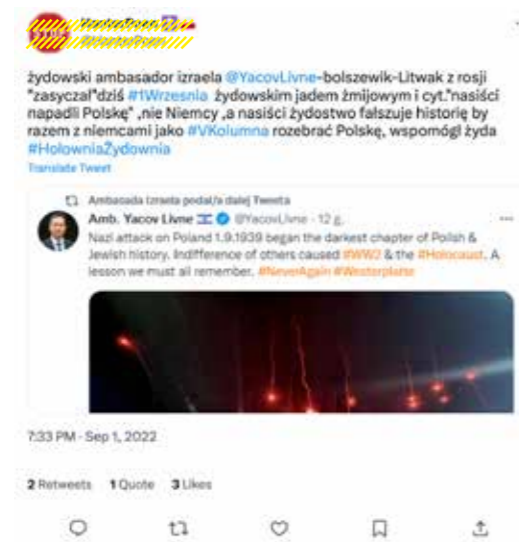 żydowski ambasador izraela @YacovLivne-bolszewik-Litwak z rosji
"zasyczał"dziś #1Wrzesnia żydowskim jadem żmijowym i cyt."nasiści
napadli Polskę" ,nie Niemcy ,a nasiści żydostwo fałszuje historię by
razem z niemcami jako #VKolumna rozebrać Polskę, wspomógł żyda
#HołowniaŻydownia
Translate Tweet
Ambasada Izraela podał/a dalej Tweeta
Amb. Yacov Livne @YacovLivne · 12 g.
Nazi attack on Poland 1.9.1939 began the darkest chapter of Polish &
Jewish history. Indifference of others caused #WW2 & the #Holocaust. A
lesson we must all remember. #NeverAgain #Westerplatte
7:33 PM · Sep 1, 2022
2 Retweets 1 Quote 3 Likes